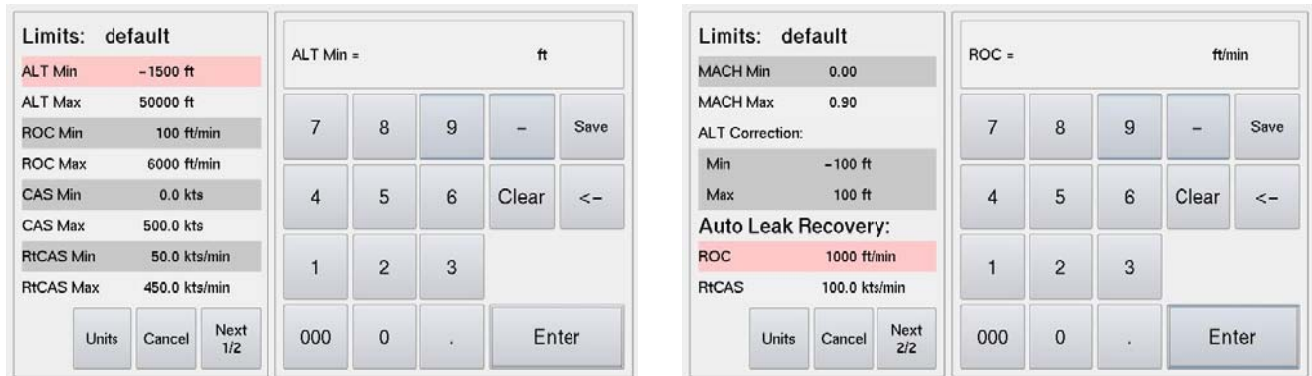 Limits: default
ALT Min -1500 ft
ALT Max 50000 ft
ROC Min 100 ft/min
ROC Max 6000 ft/min
CAS Min 0.0 kts
CAS Max 500.0 kts
RtCAS Min 50.0 kts/min
RtCAS Max 450.0 kts/min
Units Cancel Next
1/2
ALT Min = ft
7 8 9 - Save
4 5 6 Clear <-
1 2 3
000 0 . Enter
Limits: default
MACH Min 0.00
MACH Max 0.90
ALT Correction:
Min -100 ft
Max 100 ft
Auto Leak Recovery:
ROC 1000 ft/min
RtCAS 100.0 kts/min
Units Cancel Next
2/2
ROC = ft/min
7 8 9 - Save
4 5 6 Clear <-
1 2 3
000 0 . Enter